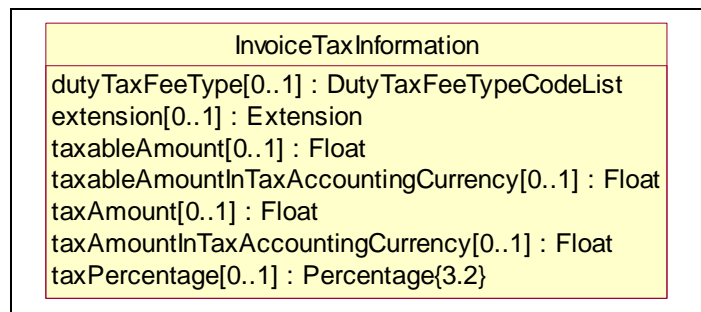 InvoiceTaxInformation
dutyTaxFeeType[0..1] : DutyTaxFeeTypeCodeList
extension[0..1] : Extension
taxableAmount[0..1] : Float
taxableAmountInTaxAccountingCurrency[0..1] : Float
taxAmount[0..1] : Float
taxAmountInTaxAccountingCurrency[0..1] : Float
taxPercentage[0..1] : Percentage{3.2}